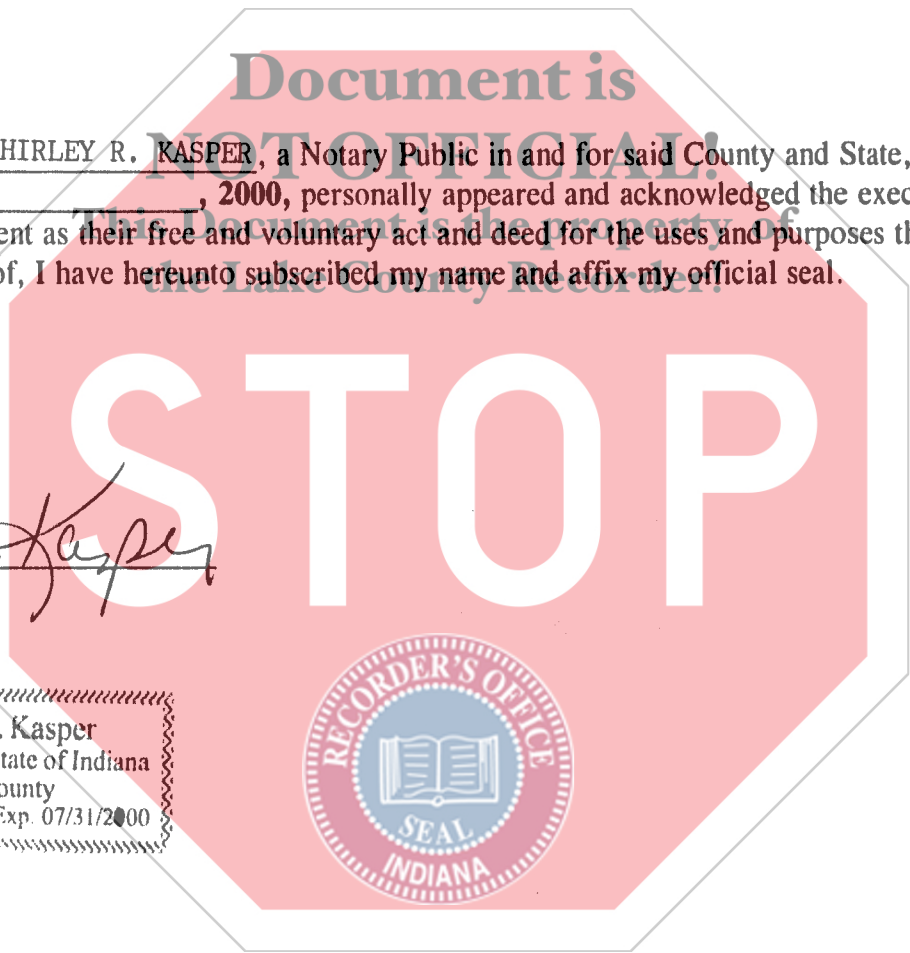 Document is
NOT OFFICIAL!
HIRLEY R. KASPER, a Notary Public in and for said County and State,
, 2000, personally appeared and acknowledged the exec
This Document is the property of
ent as their free and voluntary act and deed for the uses and purposes th
the Lake County Recorder!
of, I have hereunto subscribed my name and affix my official seal.
STOP
Kasper
RECORDER'S OFFICE
SEAL
INDIANA
. Kasper
tate of Indiana
ounty
Exp. 07/31/2000